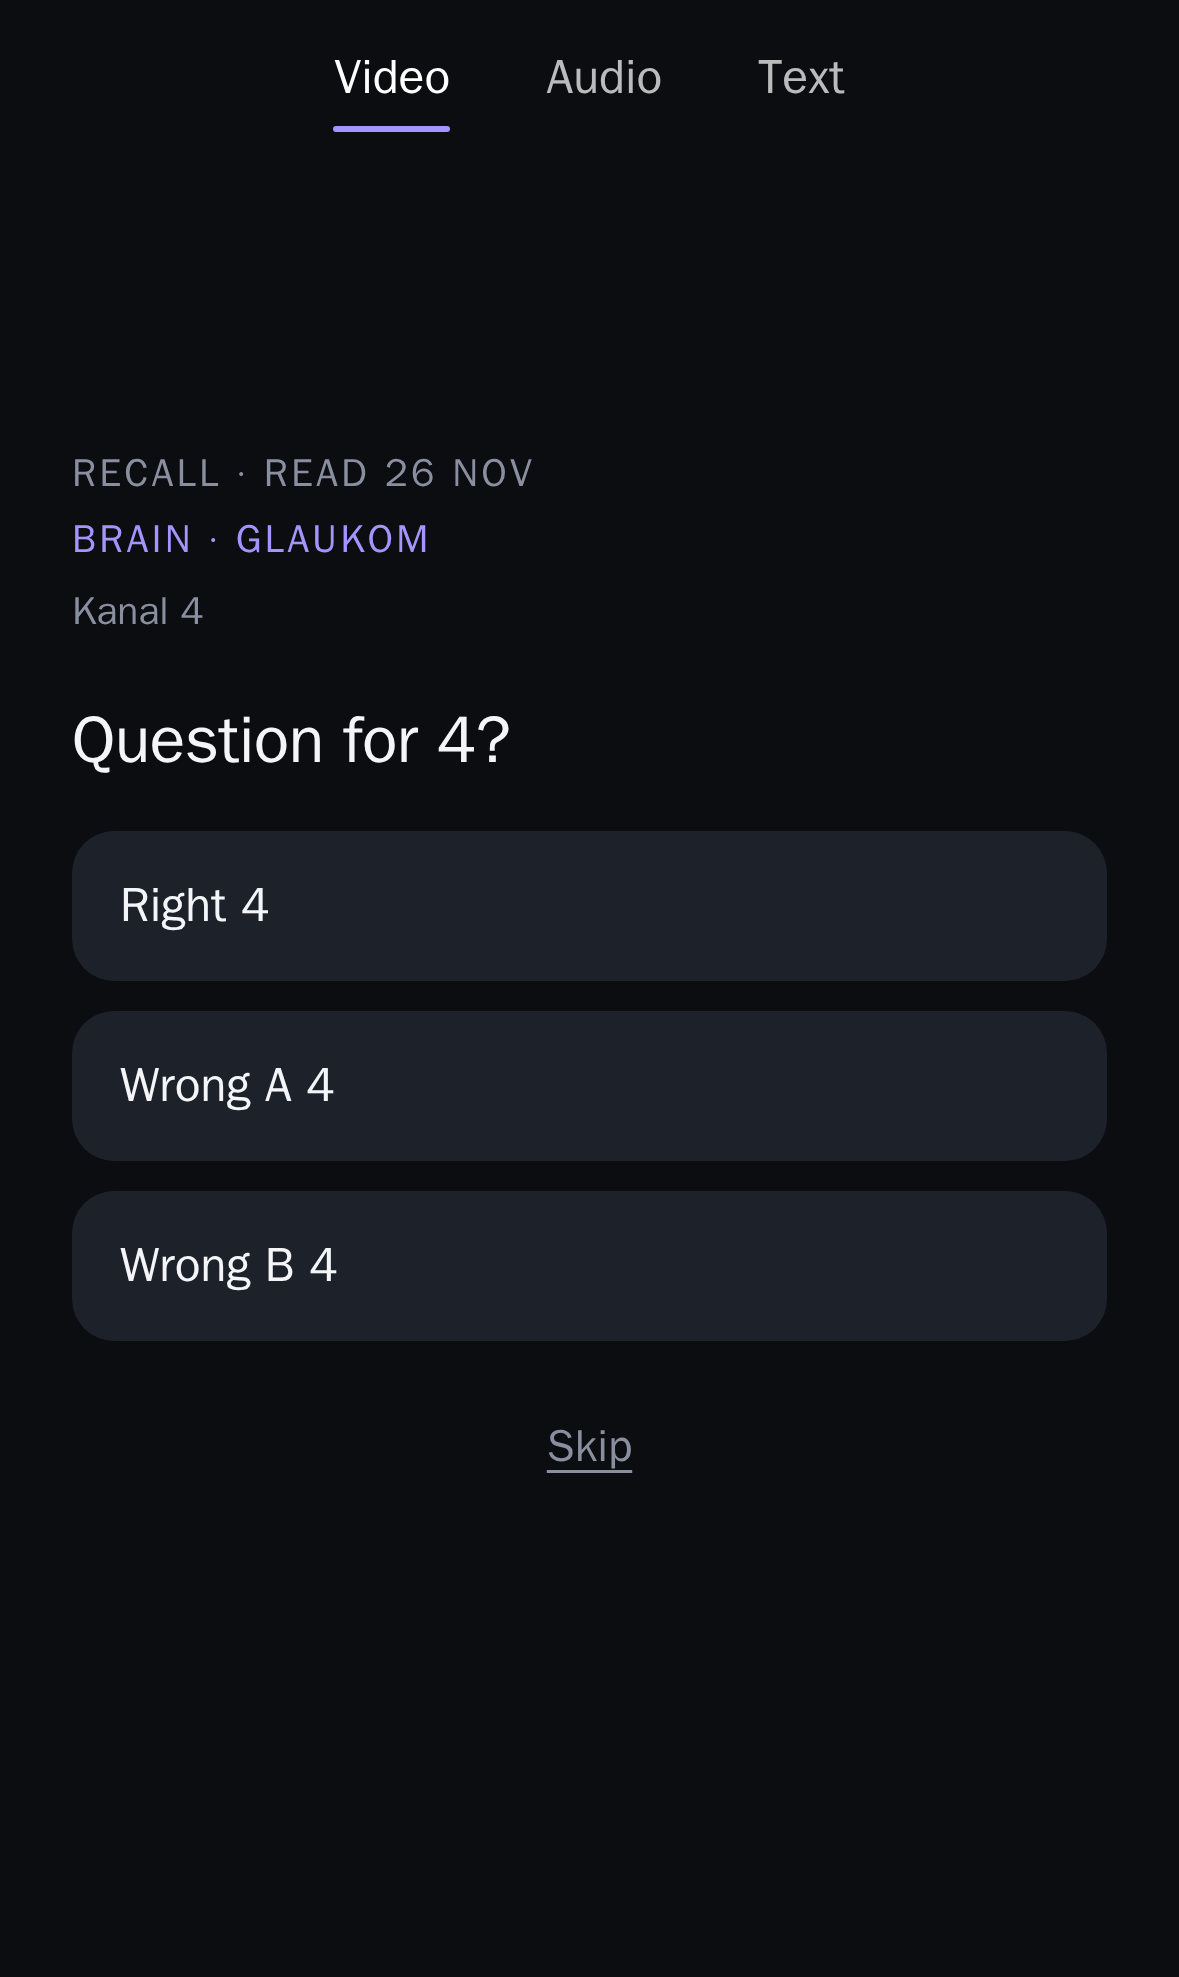 Video Audio Text
RECALL · READ 26 NOV
BRAIN · GLAUKOM
Kanal 4
Question for 4?
Right 4
Wrong A 4
Wrong B 4
Skip